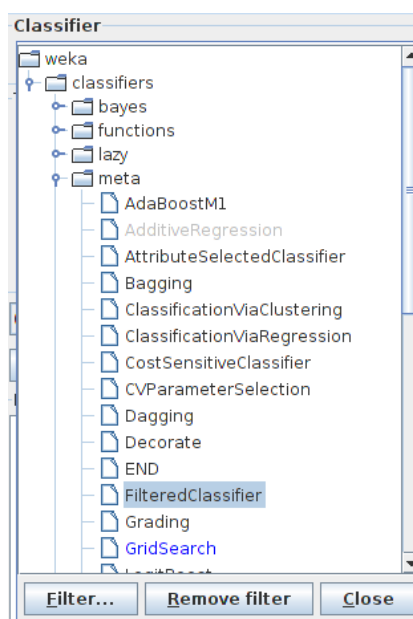 Classifier
weka
classifiers
bayes
functions
lazy
meta
AdaBoostM1
AdditiveRegression
AttributeSelectedClassifier
Bagging
ClassificationViaClustering
ClassificationViaRegression
CostSensitiveClassifier
CVParameterSelection
Dagging
Decorate
END
FilteredClassifier
Grading
GridSearch
LogitBoost
Filter... Remove filter Close